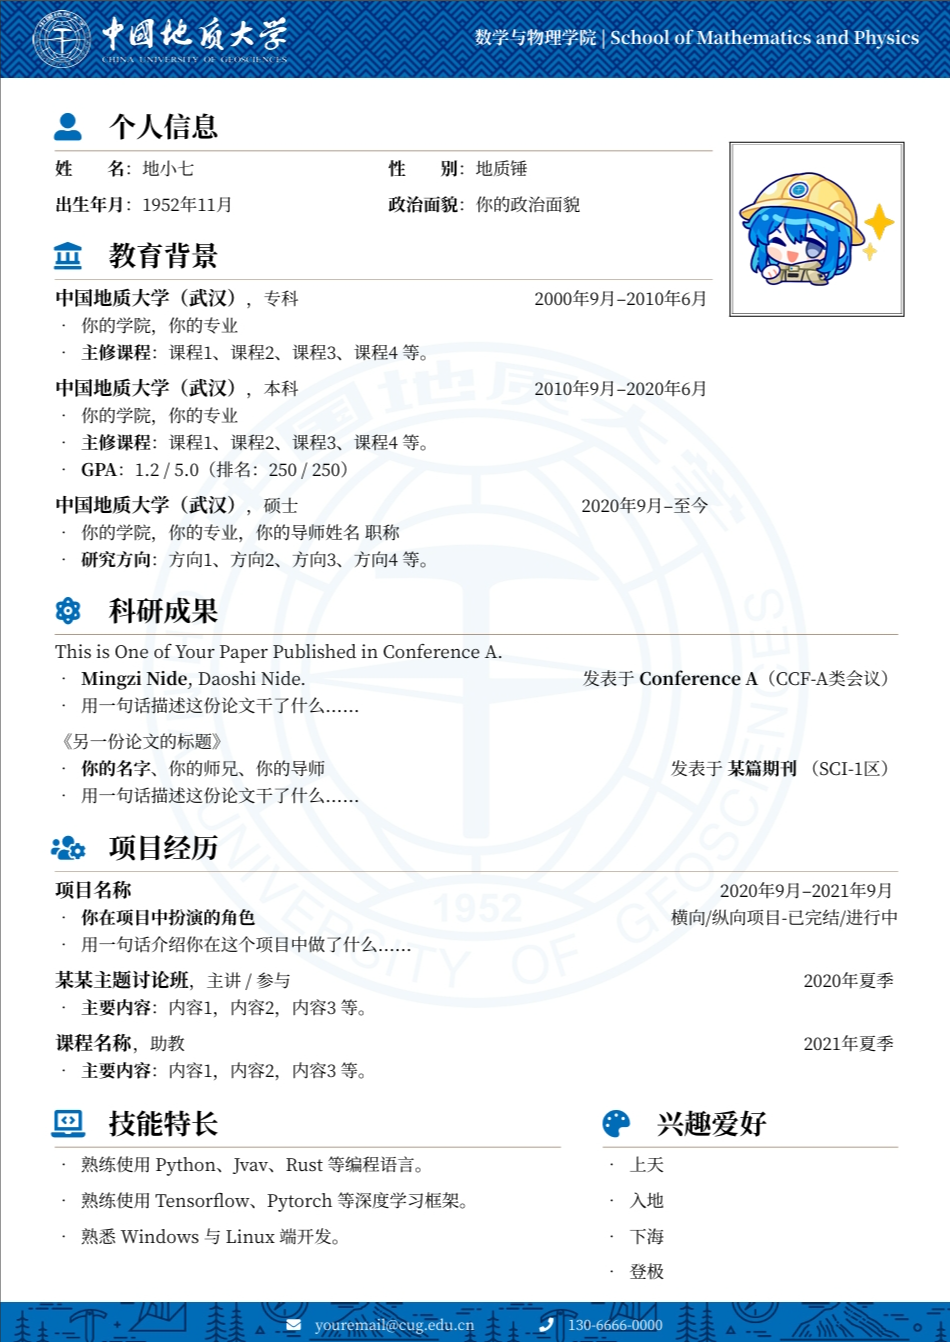 中国地质大学
CHINA UNIVERSITY OF GEOSCIENCES
数学与物理学院 | School of Mathematics and Physics
个人信息
姓 名：地小七 性 别：地质锤
出生年月：1952年11月 政治面貌：你的政治面貌
教育背景
中国地质大学（武汉），专科 2000年9月–2010年6月
· 你的学院，你的专业
· 主修课程：课程1、课程2、课程3、课程4 等。
中国地质大学（武汉），本科 2010年9月–2020年6月
· 你的学院，你的专业
· 主修课程：课程1、课程2、课程3、课程4 等。
· GPA：1.2 / 5.0（排名：250 / 250）
中国地质大学（武汉），硕士 2020年9月–至今
· 你的学院，你的专业，你的导师姓名 职称
· 研究方向：方向1、方向2、方向3、方向4 等。
科研成果
This is One of Your Paper Published in Conference A.
· Mingzi Nide, Daoshi Nide. 发表于 Conference A（CCF-A类会议）
· 用一句话描述这份论文干了什么……
《另一份论文的标题》
· 你的名字、你的师兄、你的导师 发表于 某篇期刊 （SCI-1区）
· 用一句话描述这份论文干了什么……
项目经历
项目名称 2020年9月–2021年9月
· 你在项目中扮演的角色 横向/纵向项目-已完结/进行中
· 用一句话介绍你在这个项目中做了什么……
某某主题讨论班，主讲 / 参与 2020年夏季
· 主要内容：内容1，内容2，内容3 等。
课程名称，助教 2021年夏季
· 主要内容：内容1，内容2，内容3 等。
技能特长
· 熟练使用 Python、Jvav、Rust 等编程语言。
· 熟练使用 Tensorflow、Pytorch 等深度学习框架。
· 熟悉 Windows 与 Linux 端开发。
兴趣爱好
· 上天
· 入地
· 下海
· 登极
中国地质大学
CHINA UNIVERSITY OF GEOSCIENCES
1952
youremail@cug.edu.cn 130-6666-0000